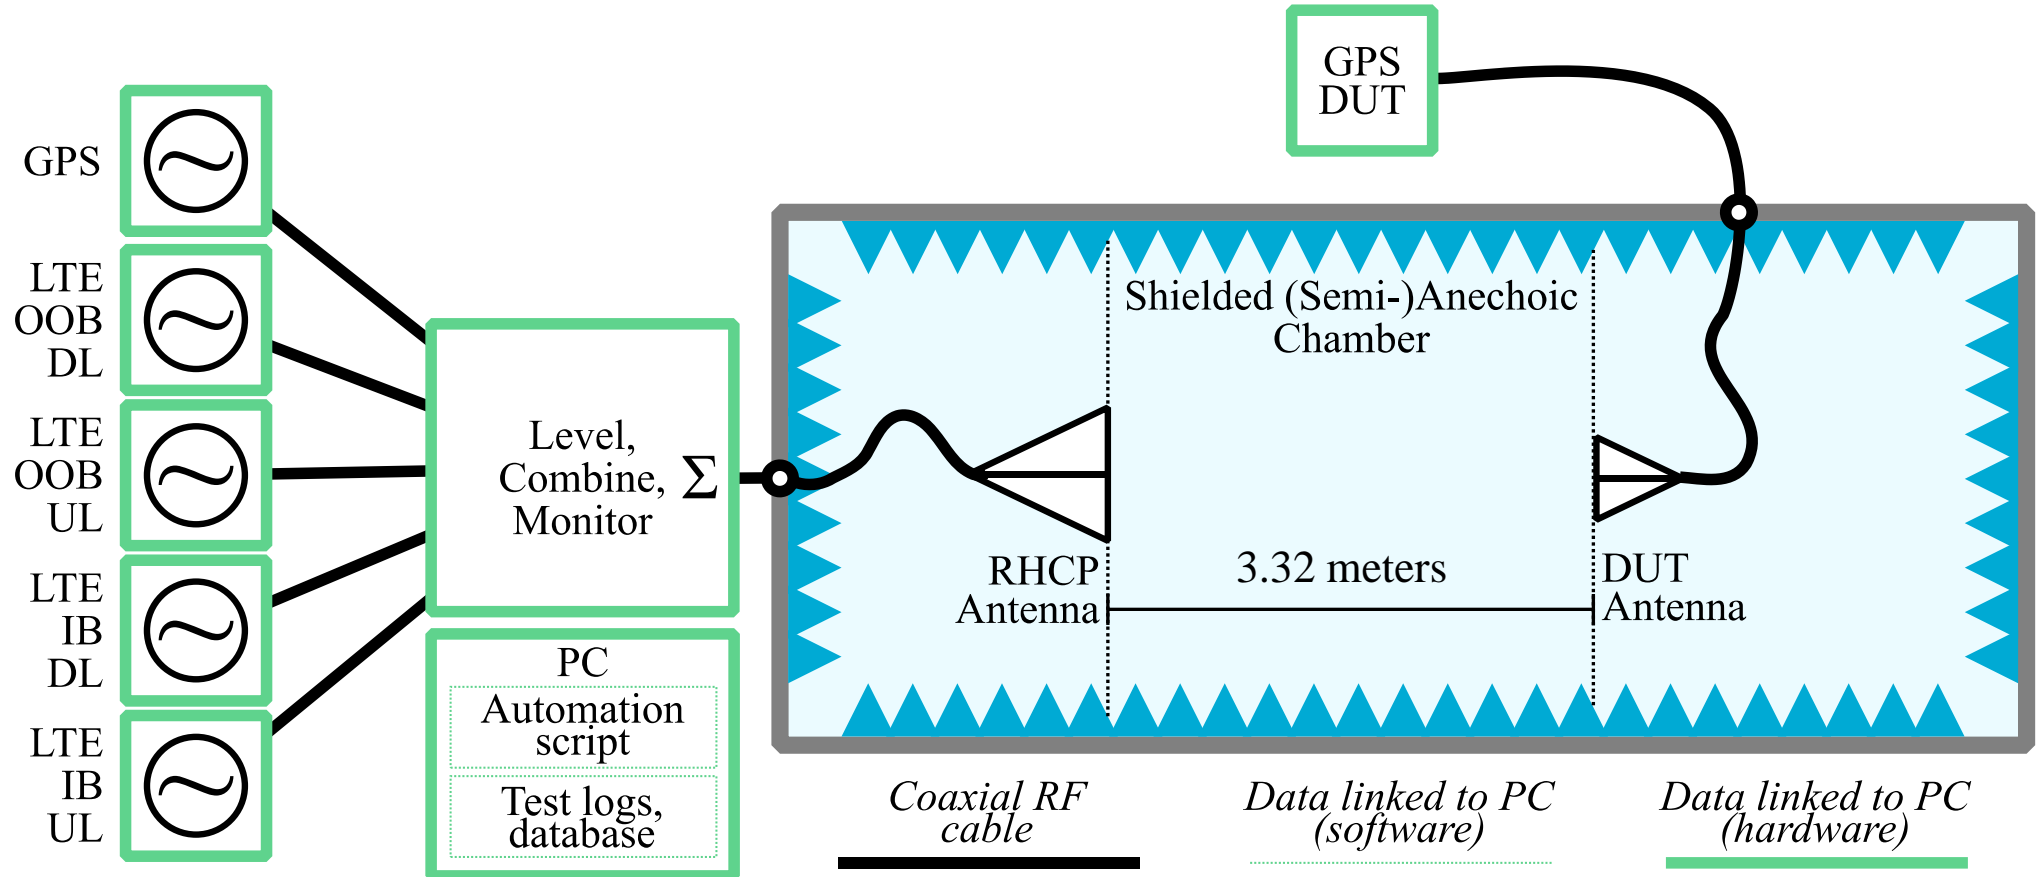 GPS
LTE
OOB
DL
LTE
OOB
UL
LTE
IB
DL
LTE
IB
UL
Level,
Combine,
Monitor
Σ
PC
Automation
script
Test logs,
database
GPS
DUT
Shielded (Semi-)Anechoic
Chamber
RHCP
Antenna
3.32 meters
DUT
Antenna
Coaxial RF
cable
Data linked to PC
(software)
Data linked to PC
(hardware)